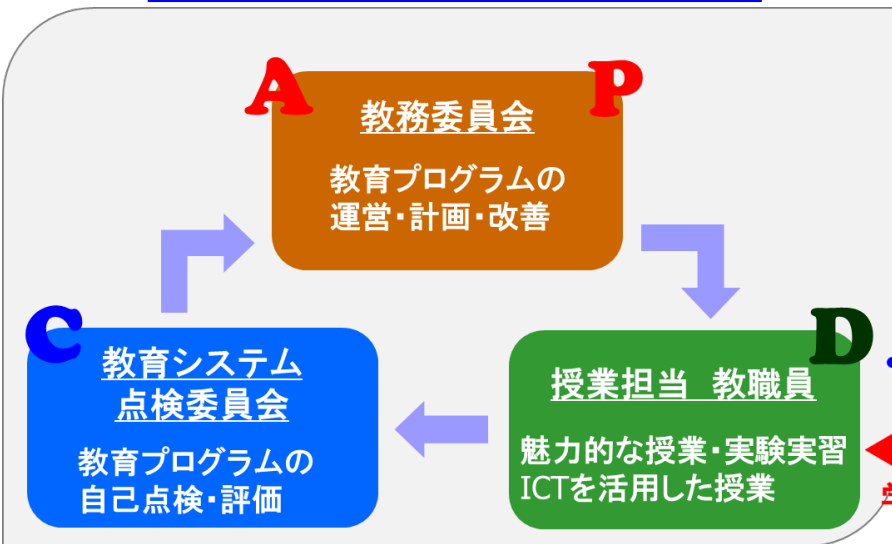 A
P
教務委員会
教育プログラムの
運営・計画・改善
C
教育システム
点検委員会
教育プログラムの
自己点検・評価
D
授業担当 教職員
魅力的な授業・実験実習
ICTを活用した授業